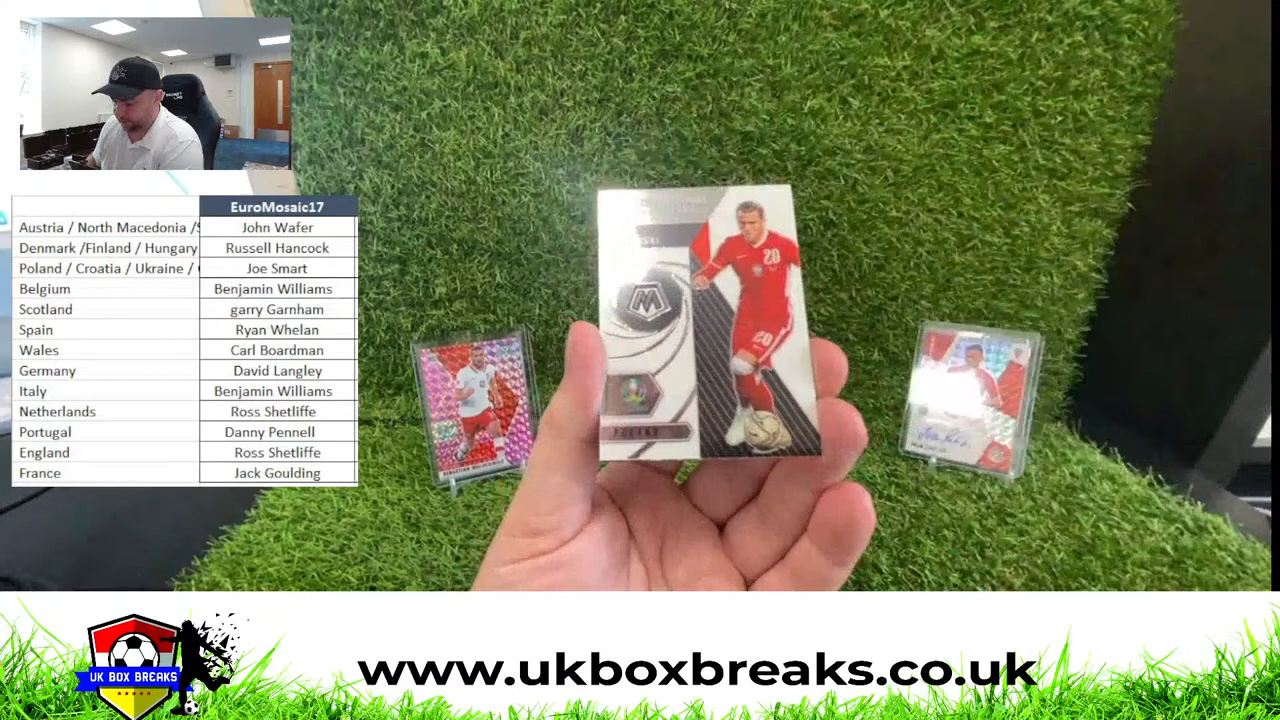 EuroMosaic17
Austria / North Macedonia /S John Wafer
Denmark /Finland / Hungary Russell Hancock
Poland / Croatia / Ukraine / Joe Smart
Belgium Benjamin Williams
Scotland garry Garnham
Spain Ryan Whelan
Wales Carl Boardman
Germany David Langley
Italy Benjamin Williams
Netherlands Ross Shetliffe
Portugal Danny Pennell
England Ross Shetliffe
France Jack Goulding
20
20
M
POLAND
UK BOX BREAKS
www.ukboxbreaks.co.uk